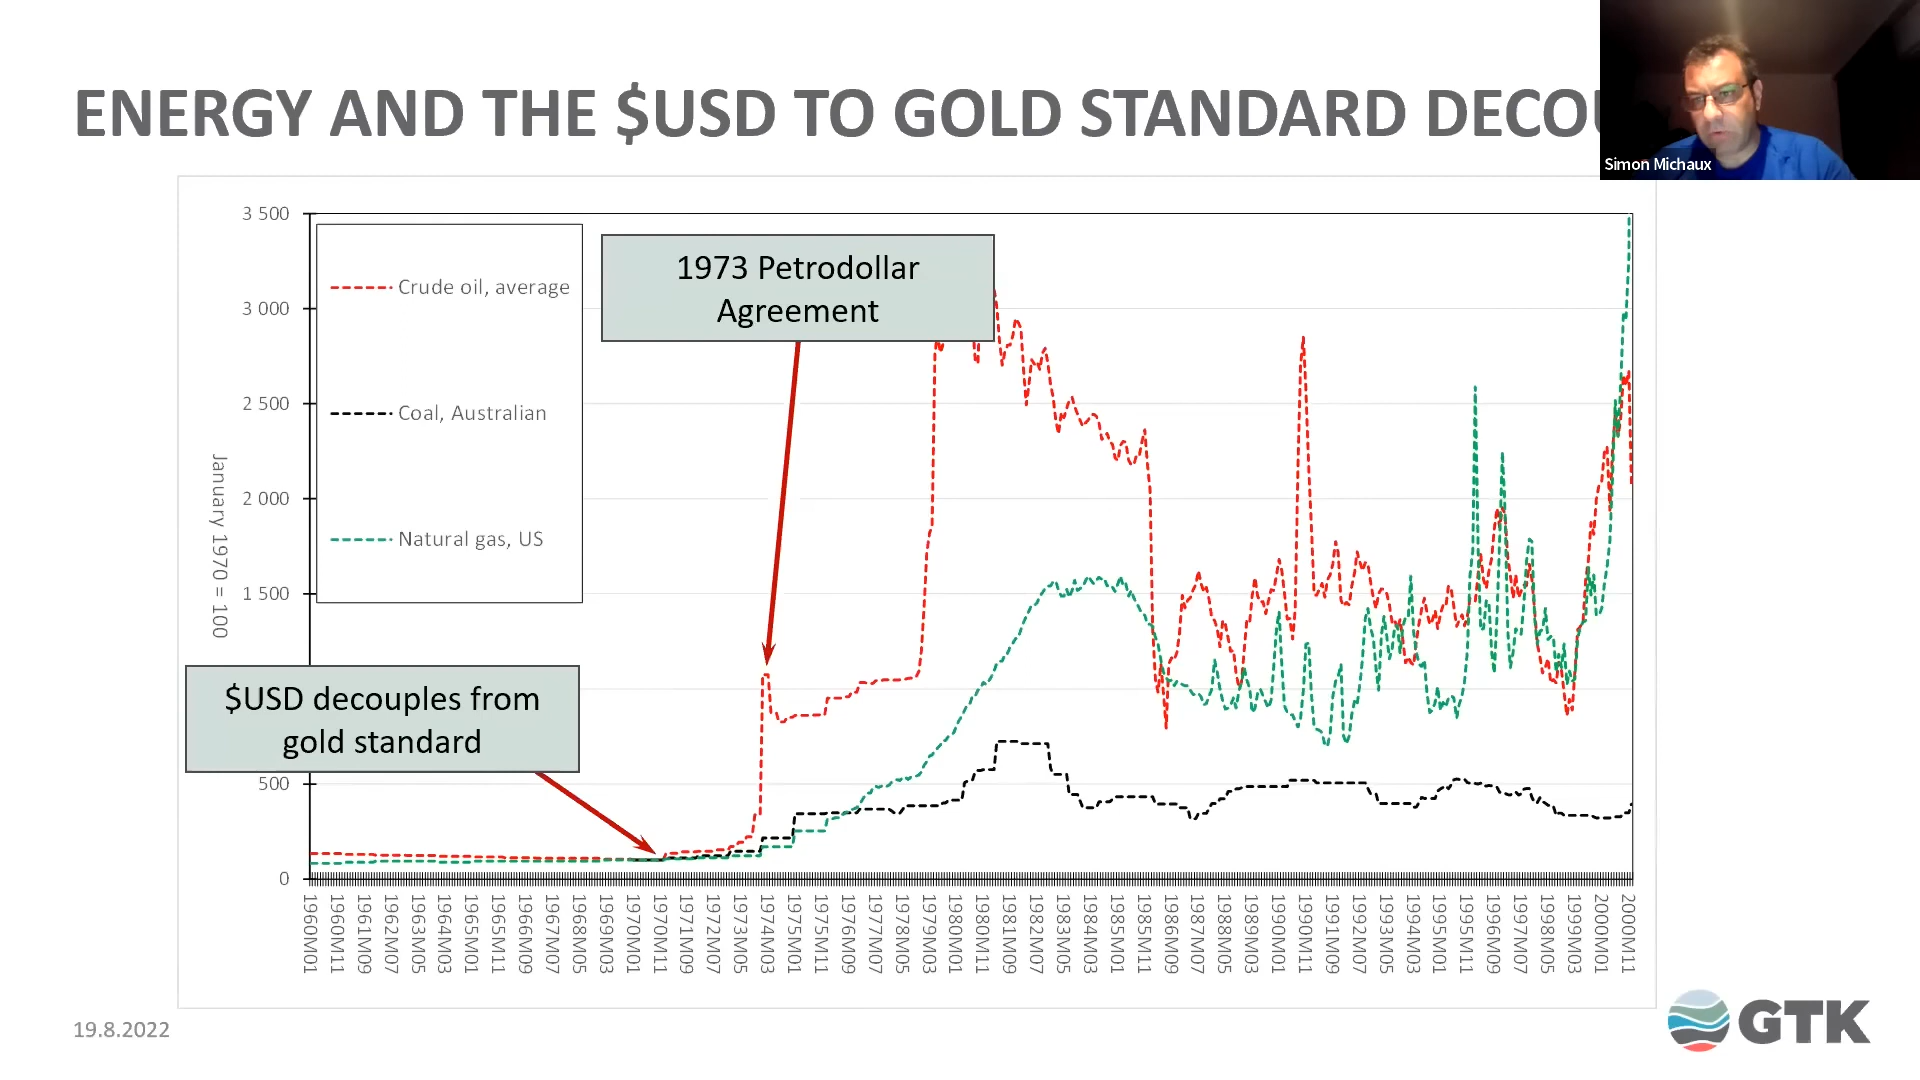 ENERGY AND THE $USD TO GOLD STANDARD DECOU
Simon Michaux
3 500
3 000
2 500
2 000
1 500
500
0
January 1970 = 100
Crude oil, average
Coal, Australian
Natural gas, US
1973 Petrodollar
Agreement
$USD decouples from
gold standard
1960M01
1960M11
1961M09
1962M07
1963M05
1964M03
1965M01
1965M11
1966M09
1967M07
1968M05
1969M03
1970M01
1970M11
1971M09
1972M07
1973M05
1974M03
1975M01
1975M11
1976M09
1977M07
1978M05
1979M03
1980M01
1980M11
1981M09
1982M07
1983M05
1984M03
1985M01
1985M11
1986M09
1987M07
1988M05
1989M03
1990M01
1990M11
1991M09
1992M07
1993M05
1994M03
1995M01
1995M11
1996M09
1997M07
1998M05
1999M03
2000M01
2000M11
19.8.2022
GTK